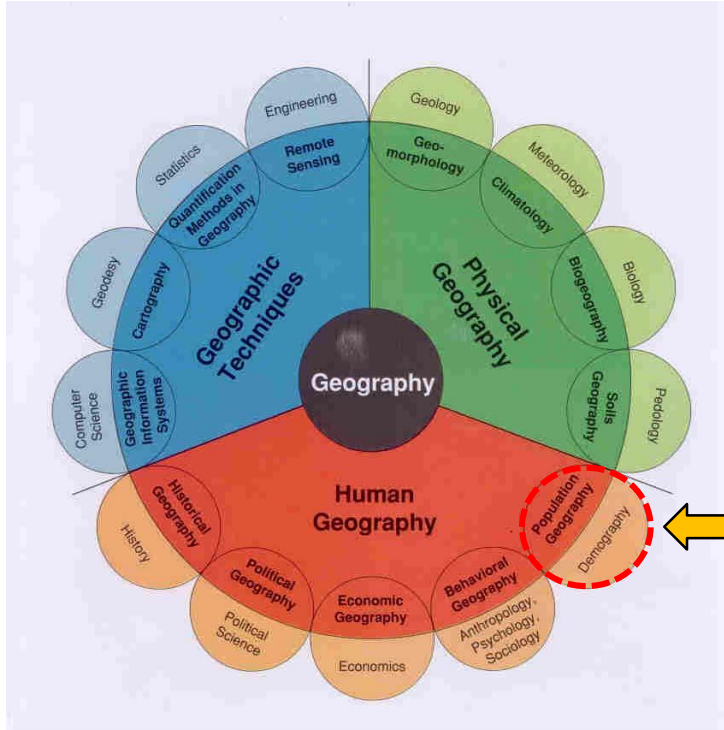 Engineering
Remote
Sensing
Statistics
Quantification
Methods in
Geography
Geodesy
Cartography
Computer
Science
Geographic
Information
Systems
Geographic
Techniques
Geology
Geo-
morphology
Meteorology
Climatology
Biology
Biogeography
Pedology
Soils
Geography
Physical
Geography
Geography
Human
Geography
History
Historical
Geography
Political
Science
Political
Geography
Economic
Geography
Economics
Behavioral
Geography
Anthropology,
Psychology,
Sociology
Population
Geography
Demography